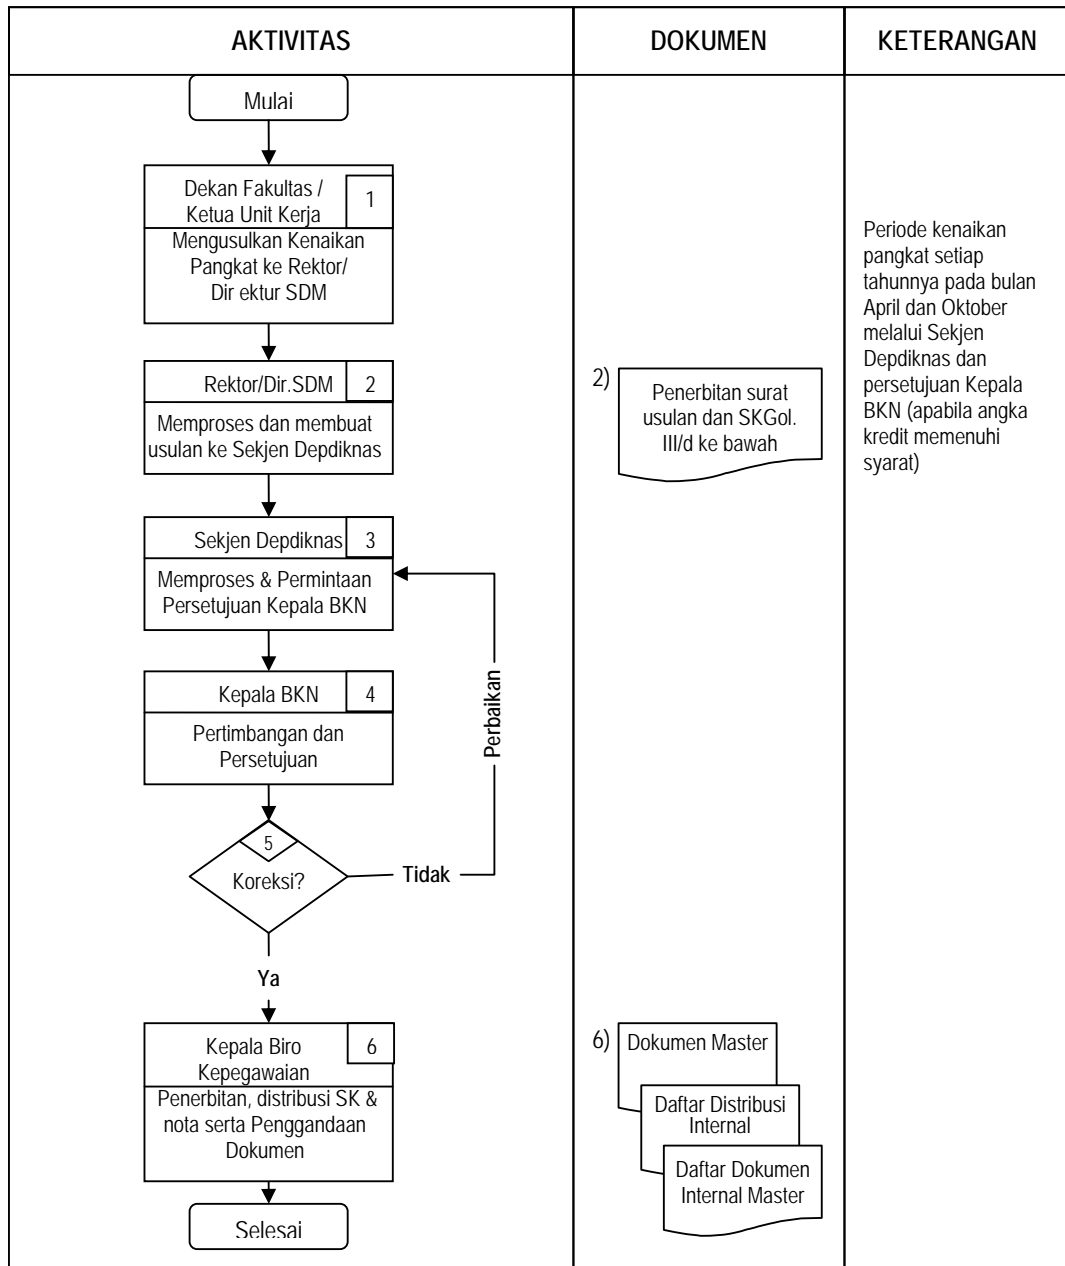 AKTIVITAS
DOKUMEN
KETERANGAN
Mulai
Dekan Fakultas /
Ketua Unit Kerja
1
Mengusulkan Kenaikan
Pangkat ke Rektor/
Dir ektur SDM
Periode kenaikan
pangkat setiap
tahunnya pada bulan
April dan Oktober
melalui Sekjen
Depdiknas dan
persetujuan Kepala
BKN (apabila angka
kredit memenuhi
syarat)
Rektor/Dir.SDM
2
Memproses dan membuat
usulan ke Sekjen Depdiknas
2)
Penerbitan surat
usulan dan SKGol.
III/d ke bawah
Sekjen Depdiknas
3
Memproses & Permintaan
Persetujuan Kepala BKN
Kepala BKN
4
Pertimbangan dan
Persetujuan
Perbaikan
5
Koreksi?
Tidak
Ya
Kepala Biro
Kepegawaian
6
Penerbitan, distribusi SK &
nota serta Penggandaan
Dokumen
6)
Dokumen Master
Daftar Distribusi
Internal
Daftar Dokumen
Internal Master
Selesai